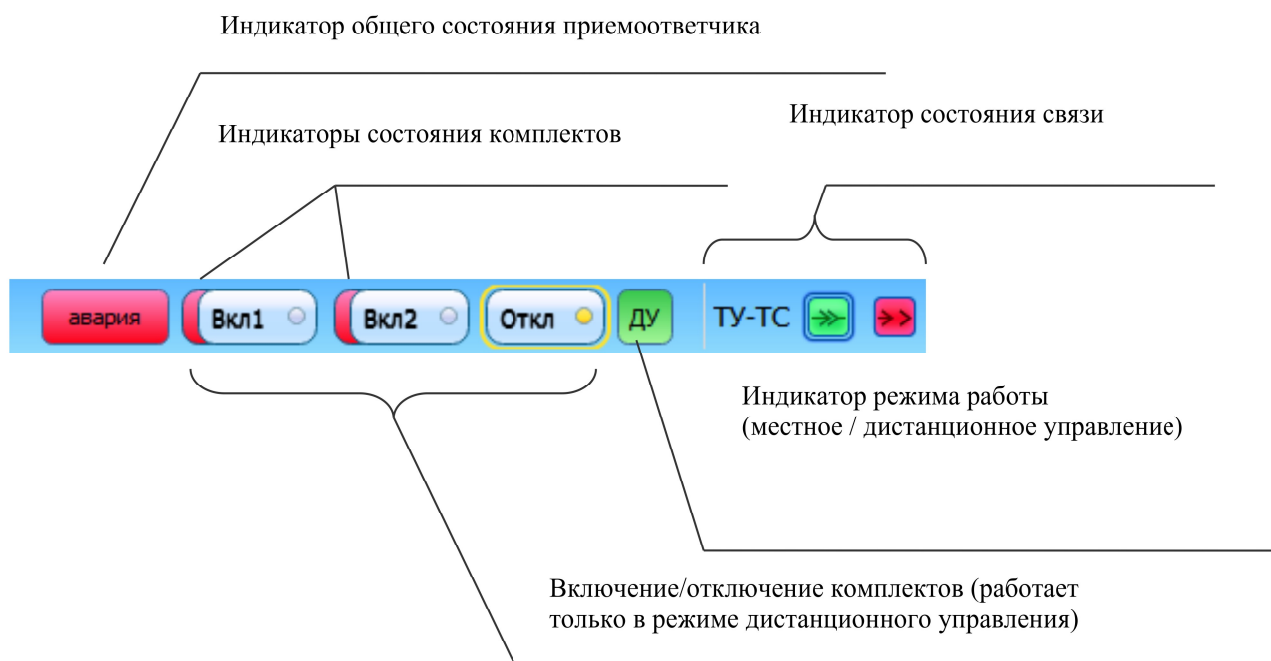 Индикатор общего состояния приемоответчика
Индикатор состояния связи
Индикаторы состояния комплектов
авария Вкл1 Вкл2 Откл ДУ ТУ-ТС
Индикатор режима работы
(местное / дистанционное управление)
Включение/отключение комплектов (работает
только в режиме дистанционного управления)